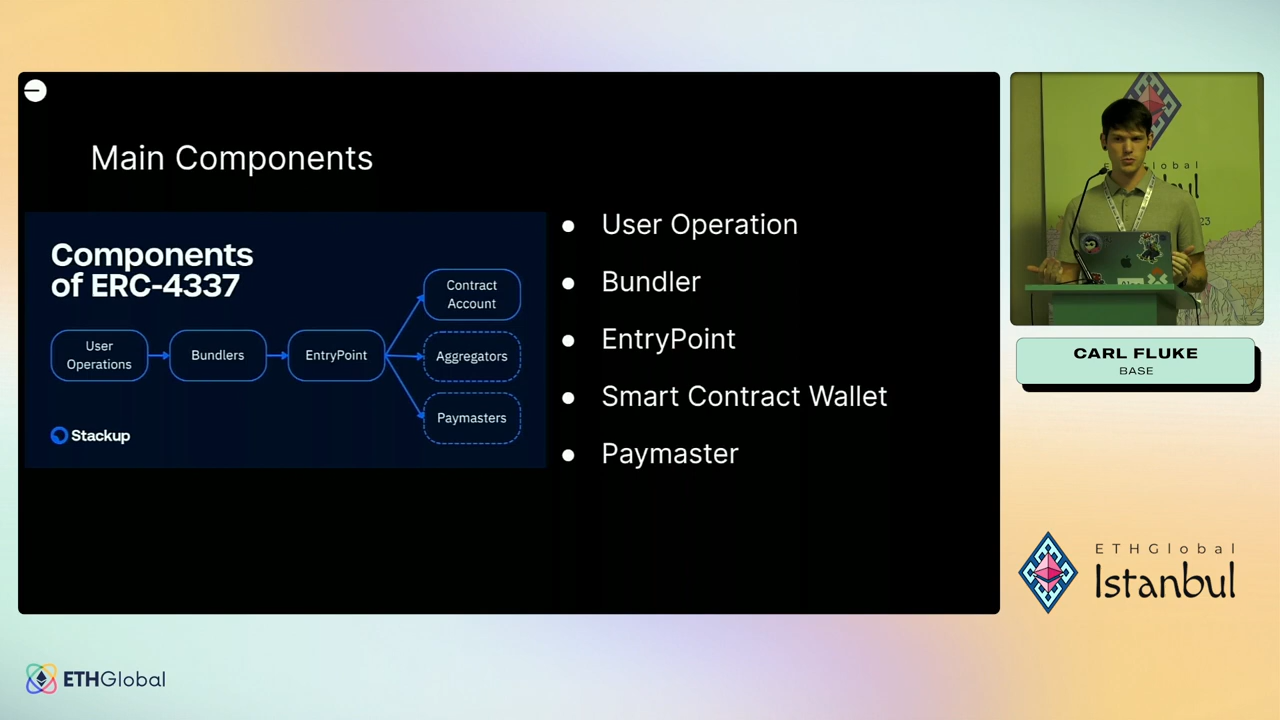 Main Components
Components
of ERC-4337
User
Operations
Bundlers
EntryPoint
Contract
Account
Aggregators
Paymasters
Stackup
User Operation
Bundler
EntryPoint
Smart Contract Wallet
Paymaster
CARL FLUKE
BASE
ETHGlobal
Istanbul
ETHGlobal